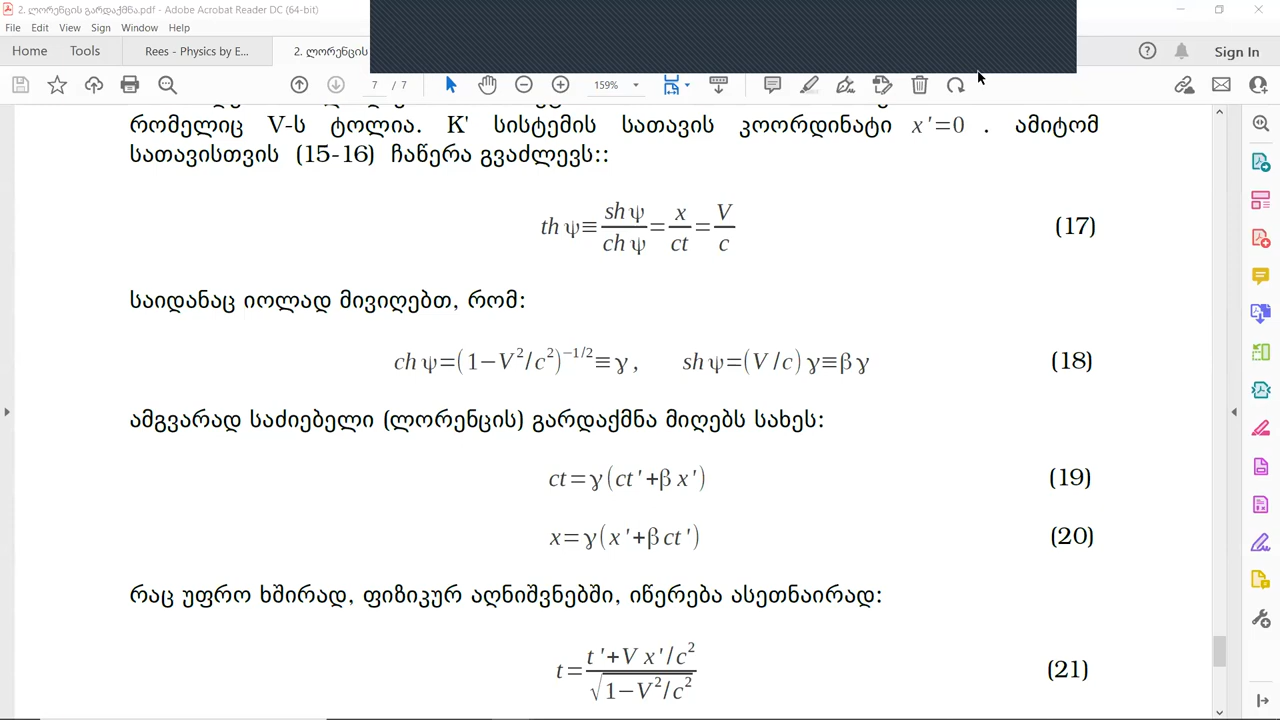 2. ლორენცის გარდაქმნა.pdf - Adobe Acrobat Reader DC (64-bit)
File Edit View Sign Window Help
Home Tools Rees - Physics by E... 2. ლორენცის Sign In
7 / 7 159%
რომელიც V-ს ტოლია. K' სისტემის სათავის კოორდინატი x'=0 . ამიტომ
სათავისთვის (15-16) ჩაწერა გვაძლევს::
th ψ≡ sh ψ / ch ψ = x / ct = V / c (17)
საიდანაც იოლად მივიღებთ, რომ:
ch ψ=(1−V²/c²)^−1/2≡γ, sh ψ=(V/c)γ≡βγ (18)
ამგვარად საძიებელი (ლორენცის) გარდაქმნა მიღებს სახეს:
ct=γ(ct'+βx') (19)
x=γ(x'+βct') (20)
რაც უფრო ხშირად, ფიზიკურ აღნიშვნებში, იწერება ასეთნაირად:
t= t'+V x'/c² / √1−V²/c² (21)